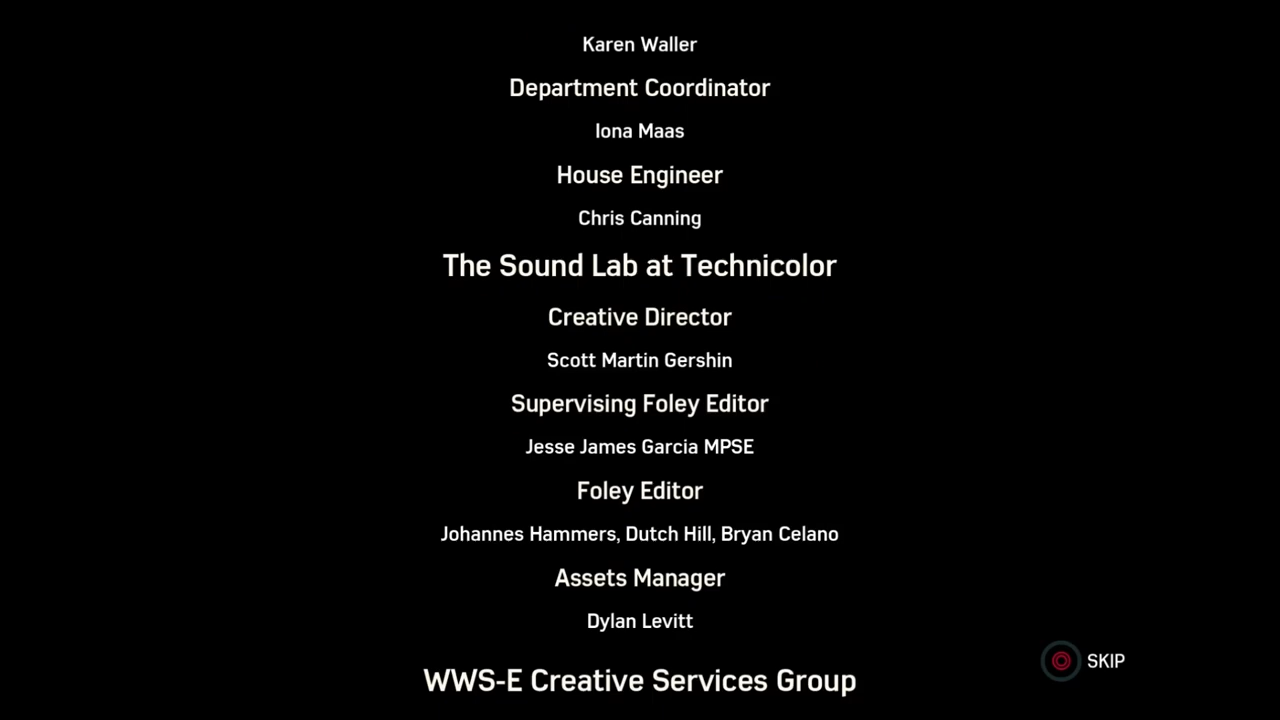 Karen Waller
Department Coordinator
Iona Maas
House Engineer
Chris Canning
The Sound Lab at Technicolor
Creative Director
Scott Martin Gershin
Supervising Foley Editor
Jesse James Garcia MPSE
Foley Editor
Johannes Hammers, Dutch Hill, Bryan Celano
Assets Manager
Dylan Levitt
SKIP
WWS-E Creative Services Group